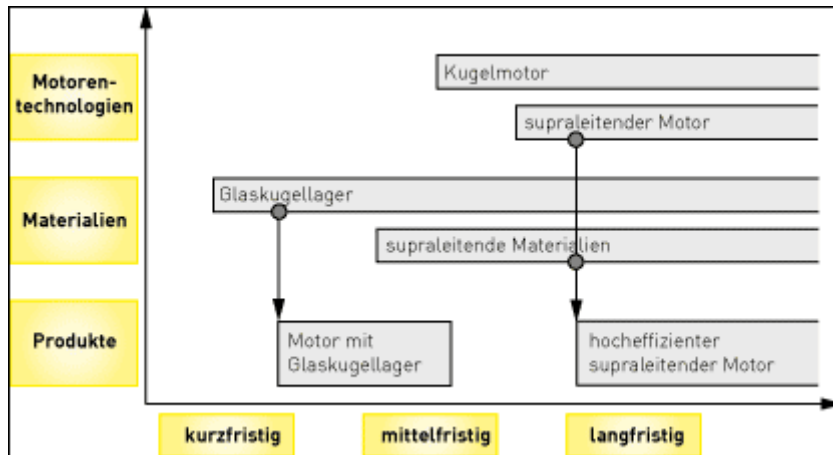 Motoren-
technologien
Kugelmotor
supraleitender Motor
Materialien
Glaskugellager
supraleitende Materialien
Produkte
Motor mit
Glaskugellager
hocheffizienter
supraleitender Motor
kurzfristig
mittelfristig
langfristig